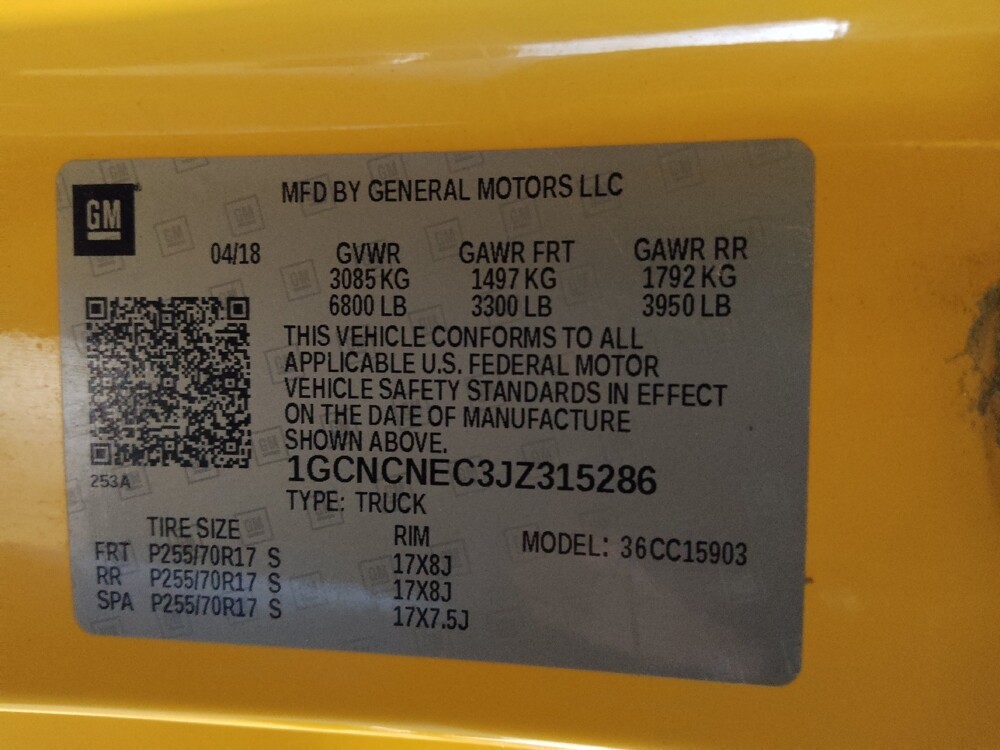 GM
MFD BY GENERAL MOTORS LLC
04/18 GVWR GAWR FRT GAWR RR
3085 KG 1497 KG 1792 KG
6800 LB 3300 LB 3950 LB
THIS VEHICLE CONFORMS TO ALL
APPLICABLE U.S. FEDERAL MOTOR
VEHICLE SAFETY STANDARDS IN EFFECT
ON THE DATE OF MANUFACTURE
SHOWN ABOVE.
253A
1GCNCNEC3JZ315286
TYPE: TRUCK
TIRE SIZE RIM MODEL: 36CC15903
FRT P255/70R17 S 17X8J
RR P255/70R17 S 17X8J
SPA P255/70R17 S 17X7.5J